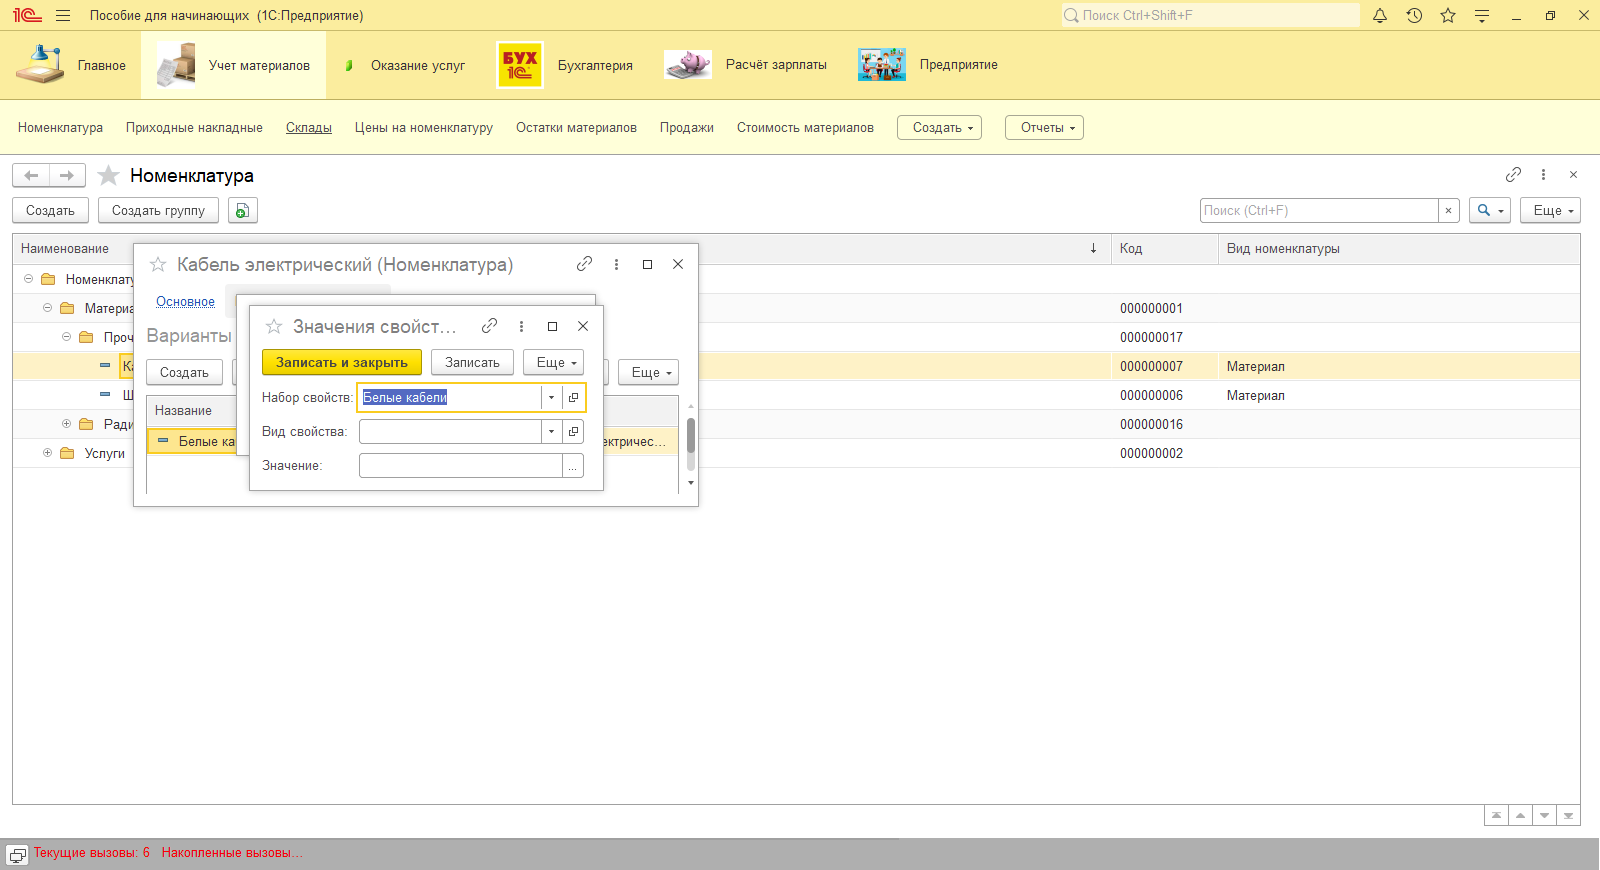 1С Пособие для начинающих (1С:Предприятие) Поиск Ctrl+Shift+F
Главное Учет материалов Оказание услуг БУХ 1С Бухгалтерия Расчёт зарплаты Предприятие
Номенклатура Приходные накладные Склады Цены на номенклатуру Остатки материалов Продажи Стоимость материалов Создать Отчеты
Номенклатура
Создать Создать группу Поиск (Ctrl+F) Еще
Наименование Код Вид номенклатуры
Номенклату
Материа 000000001
Проч 000000017
Ка 000000007 Материал
Ш 000000006 Материал
Ради 000000016
Услуги 000000002
Кабель электрический (Номенклатура)
Основное
Варианты
Создать Еще
Название
Белые ка ектричес...
Значения свойст...
Записать и закрыть Записать Еще
Набор свойств: Белые кабели
Вид свойства:
Значение: ...
Текущие вызовы: 6 Накопленные вызовы...